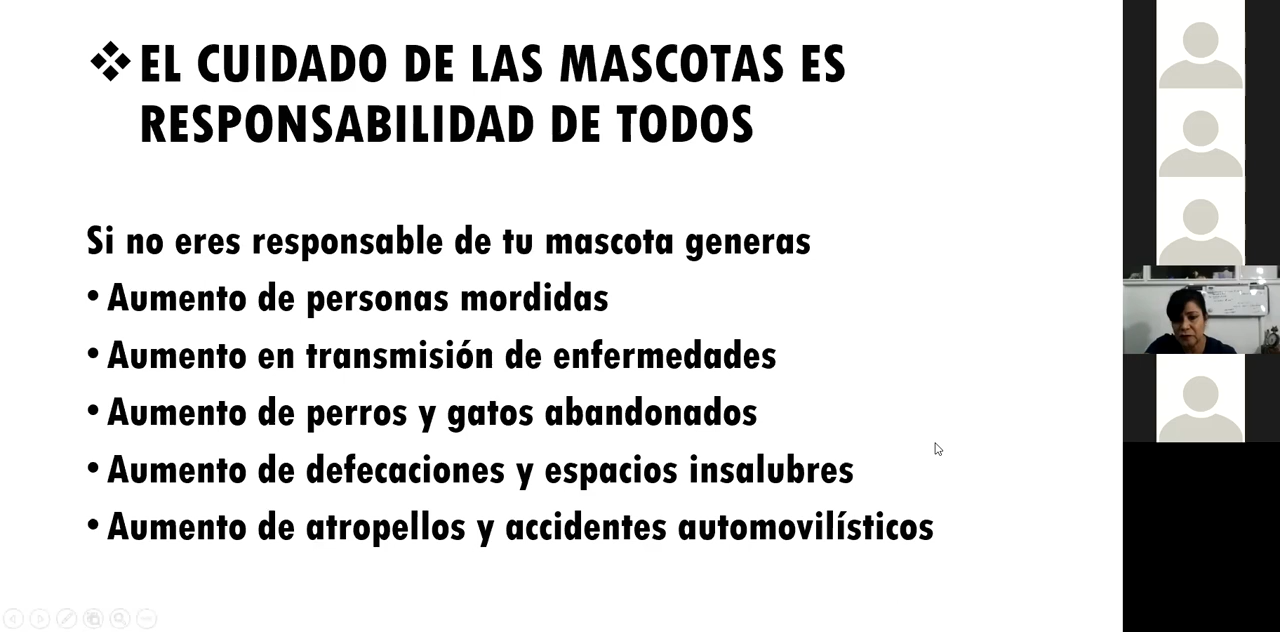 ❖EL CUIDADO DE LAS MASCOTAS ES
RESPONSABILIDAD DE TODOS
Si no eres responsable de tu mascota generas
• Aumento de personas mordidas
• Aumento en transmisión de enfermedades
• Aumento de perros y gatos abandonados
• Aumento de defecaciones y espacios insalubres
• Aumento de atropellos y accidentes automovilísticos